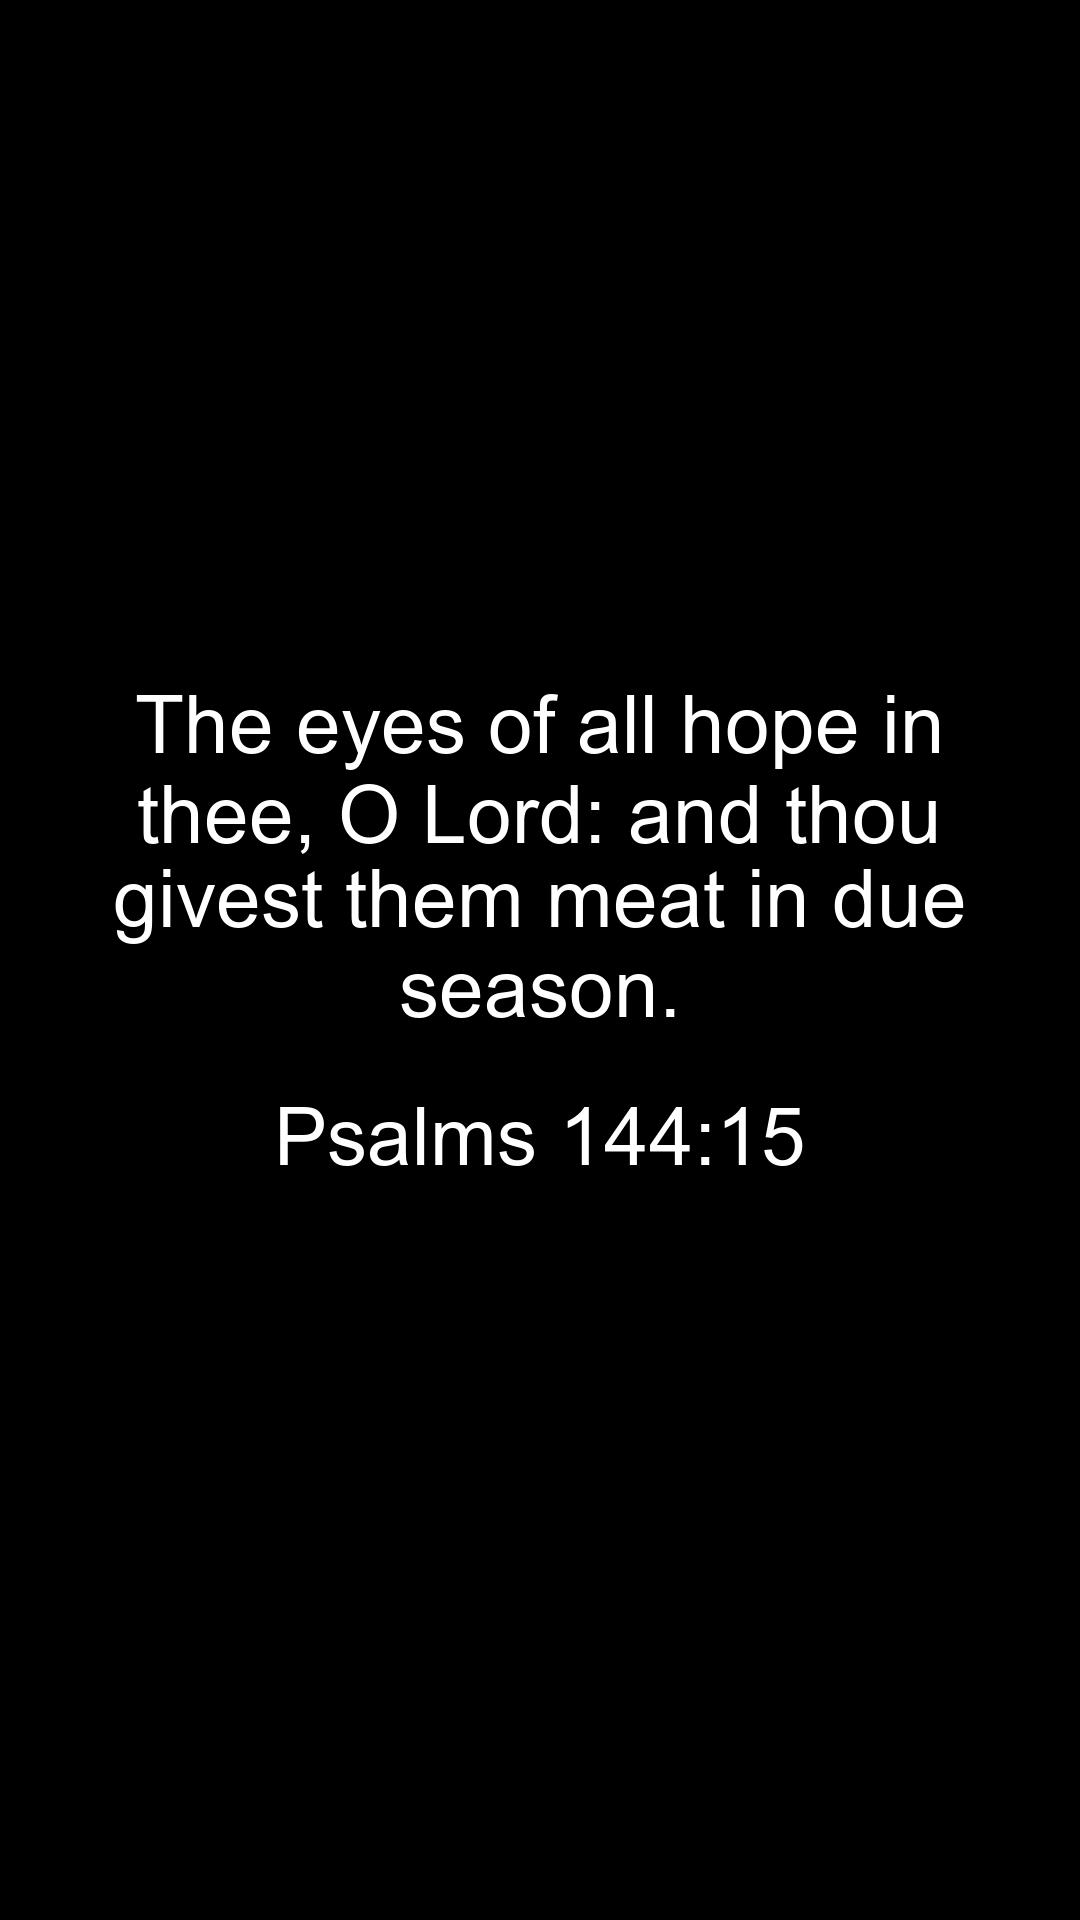 The eyes of all hope in
thee, O Lord: and thou
givest them meat in due
season.
Psalms 144:15